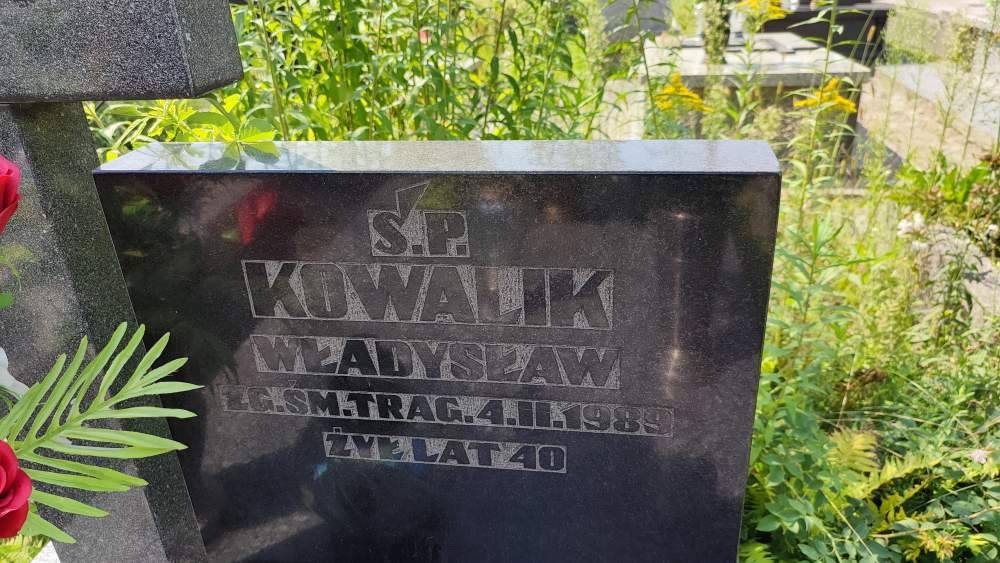 Ś.P.
KOWALIK
WŁADYSŁAW
ZG.ŚM.TRAG.4.II.1989
ŻYŁ LAT 40